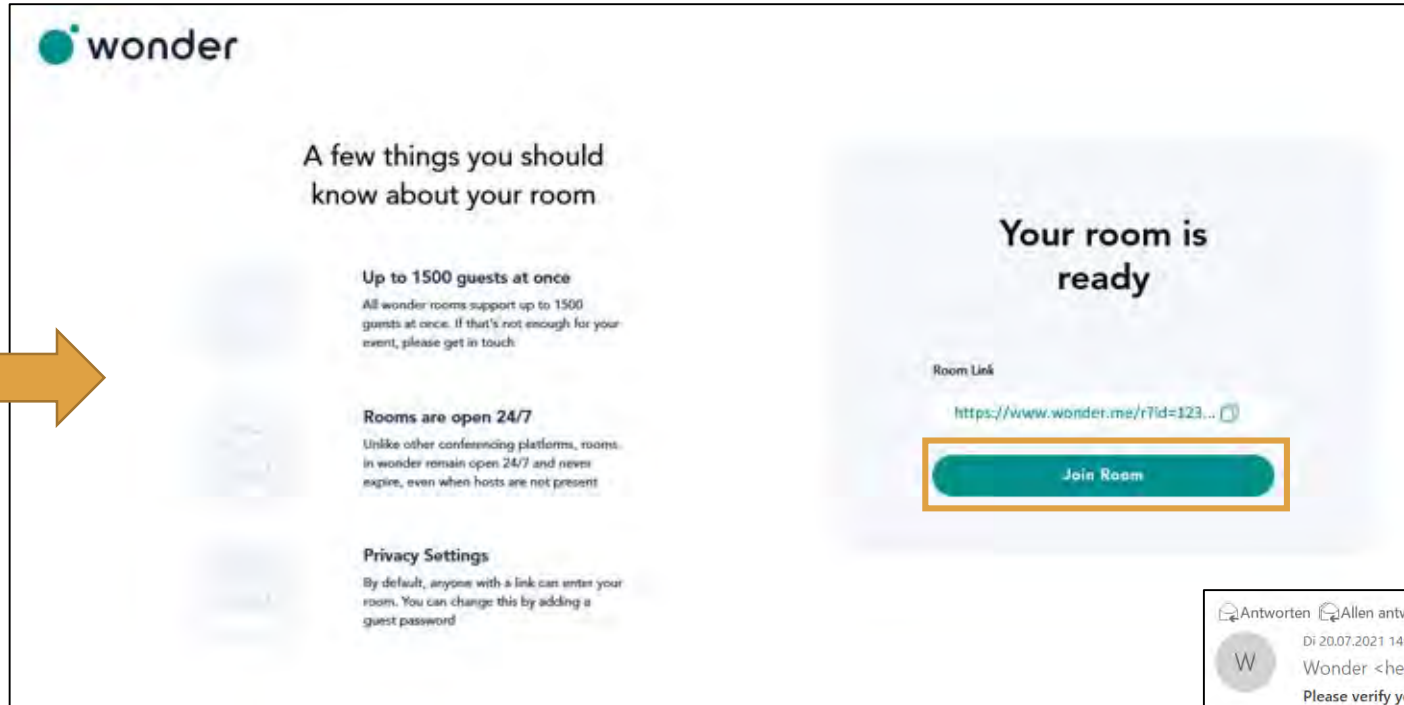 wonder
A few things you should
know about your room
Up to 1500 guests at once
All wonder rooms support up to 1500
guests at once. If that's not enough for your
event, please get in touch
Rooms are open 24/7
Unlike other conferencing platforms, rooms
in wonder remain open 24/7 and never
expire, even when hosts are not present
Privacy Settings
By default, anyone with a link can enter your
room. You can change this by adding a
guest password
Your room is
ready
Room Link
https://www.wonder.me/r?id=123...
Join Room
Antworten Allen antw
Di 20.07.2021 14
W
Wonder <he
Please verify y